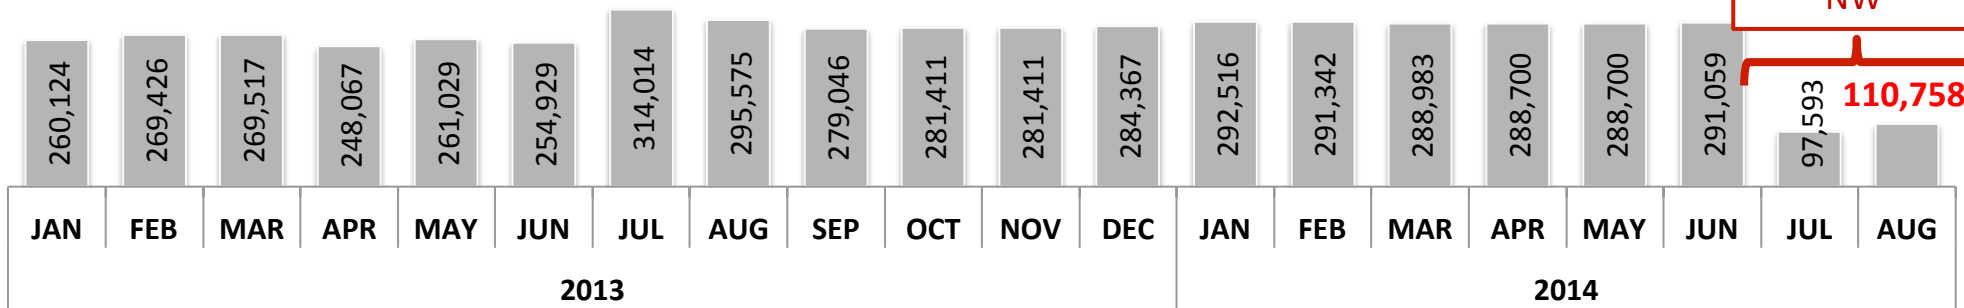 NW
260,124 269,426 269,517 248,067 261,029 254,929 314,014 295,575 279,046 281,411 281,411 284,367 292,516 291,342 288,983 288,700 288,700 291,059 97,593 110,758
JAN FEB MAR APR MAY JUN JUL AUG SEP OCT NOV DEC JAN FEB MAR APR MAY JUN JUL AUG
2013 2014